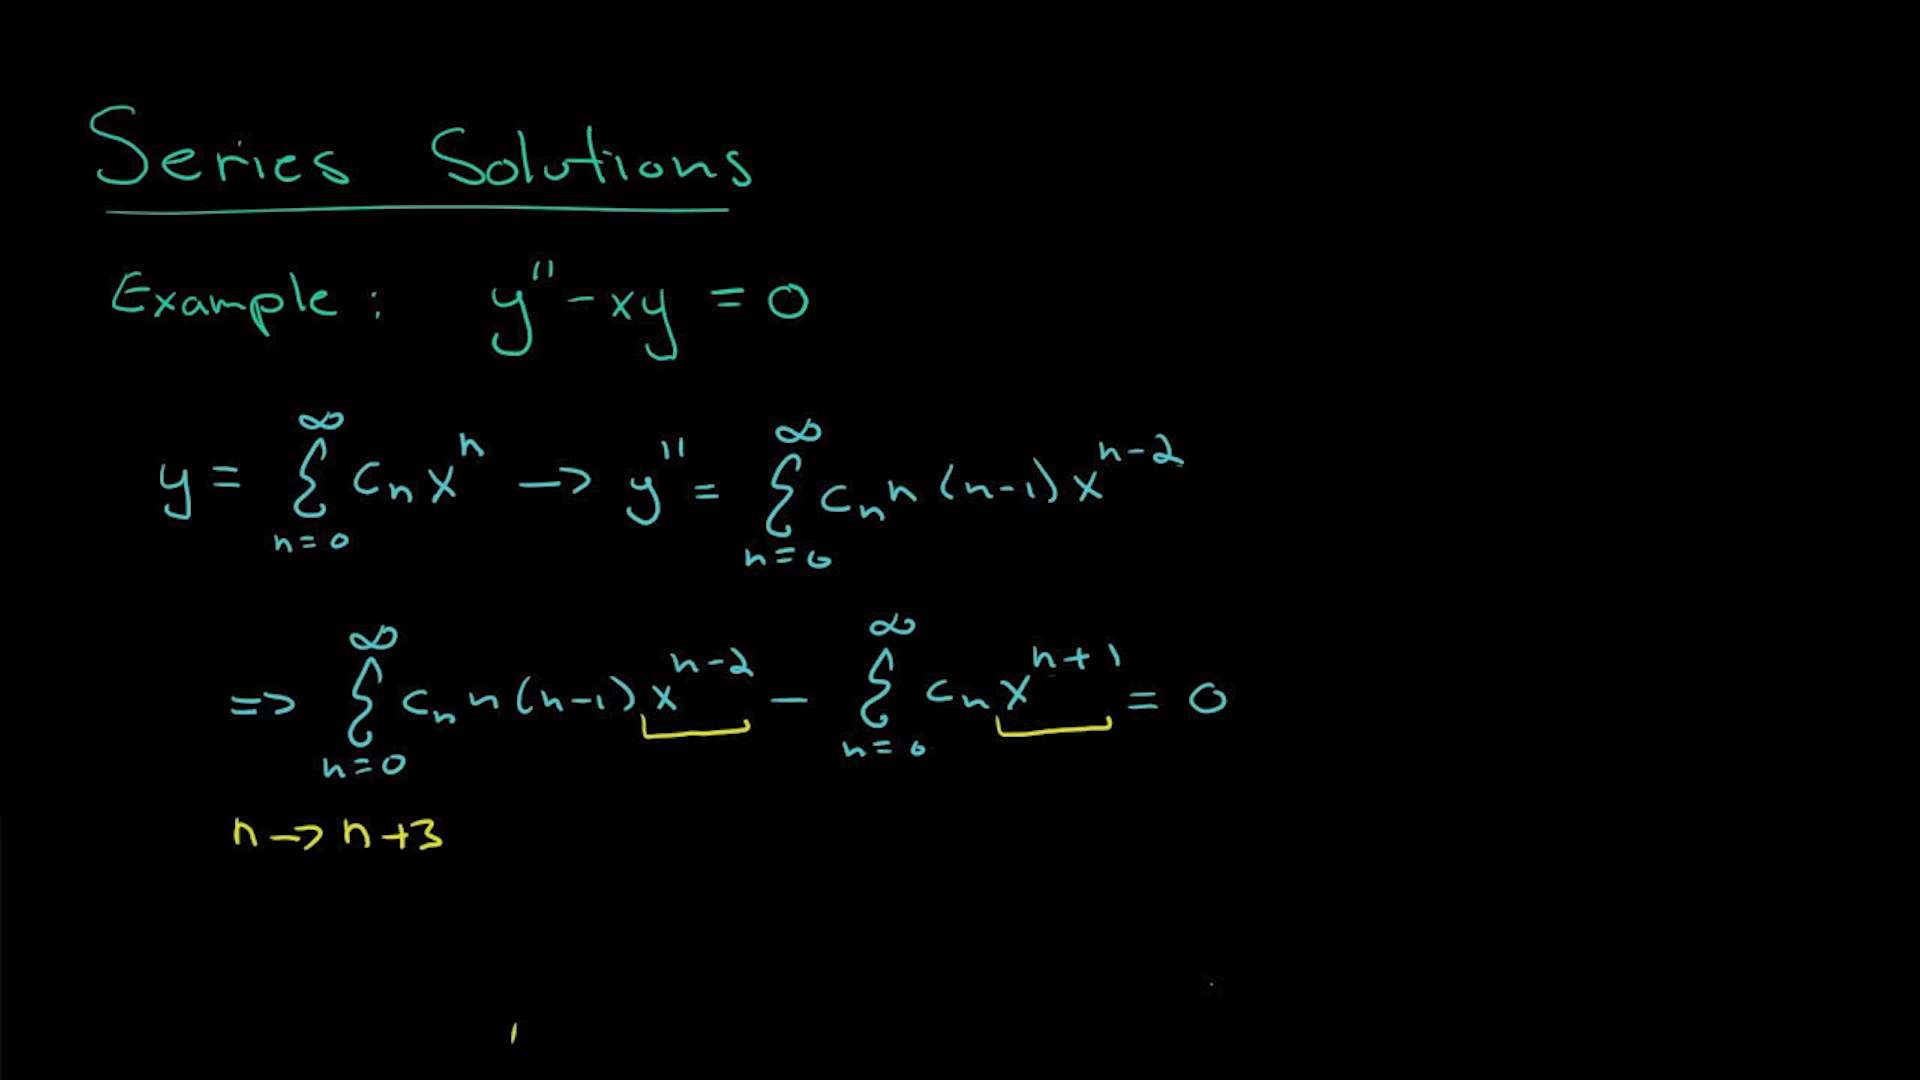 Series Solutions
Example: y'' - xy = 0
y = ∑_{n=0}^{∞} c_n x^n → y'' = ∑_{n=0}^{∞} c_n n(n-1) x^{n-2}
⇒ ∑_{n=0}^{∞} c_n n(n-1) x^{n-2} - ∑_{n=0}^{∞} c_n x^{n+1} = 0
n → n+3